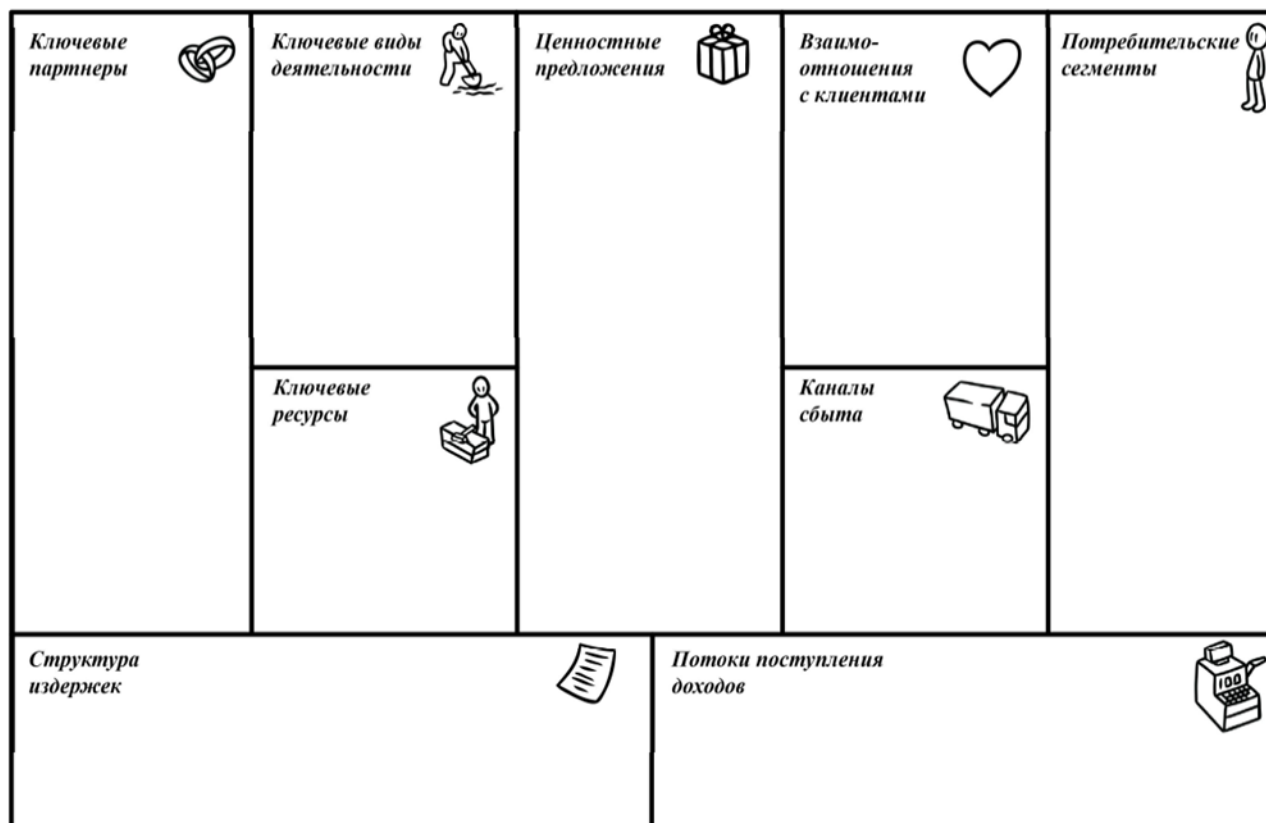 Ключевые
партнеры
Ключевые виды
деятельности
Ценностные
предложения
Взаимо-
отношения
с клиентами
Потребительские
сегменты
Ключевые
ресурсы
Каналы
сбыта
Структура
издержек
Потоки поступления
доходов
100